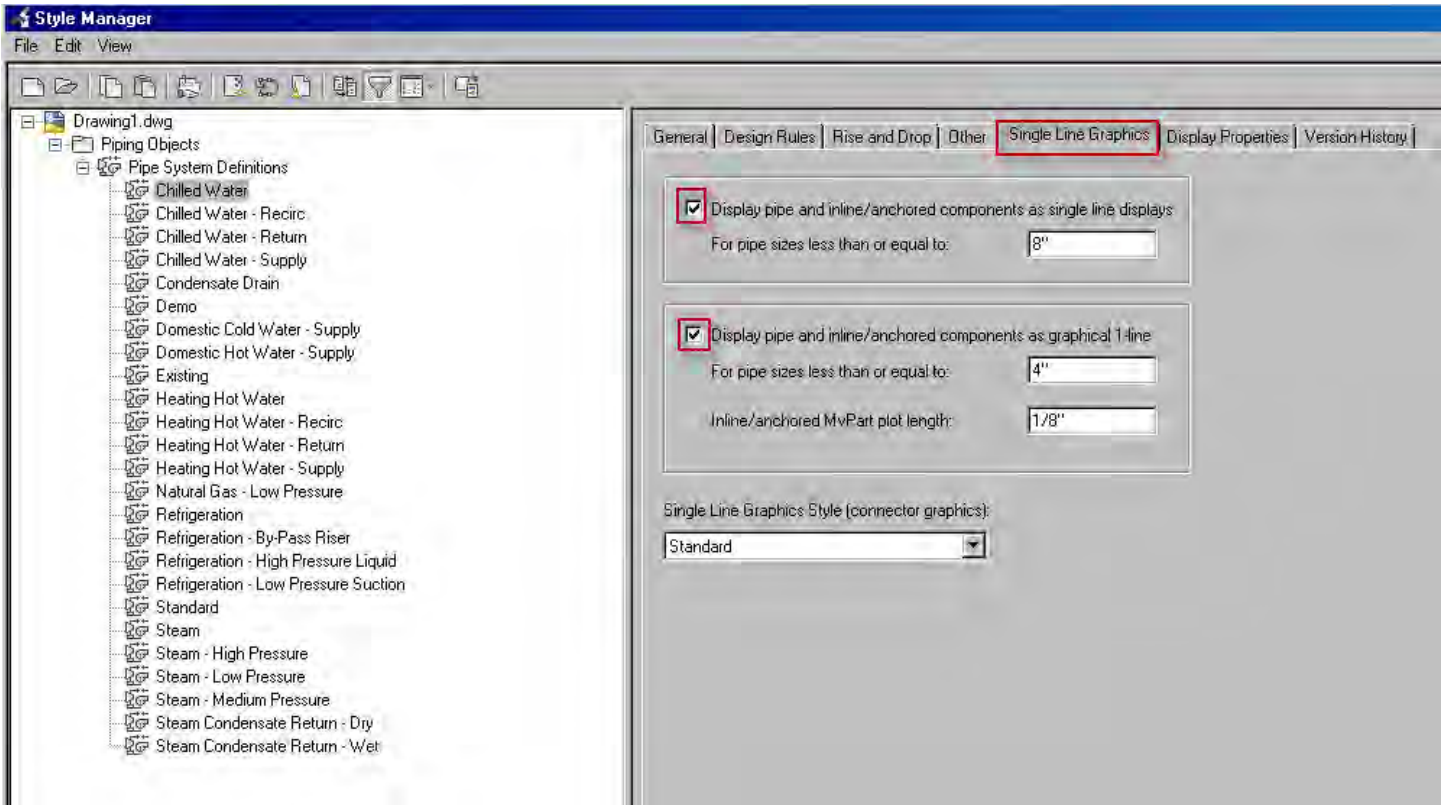 Style Manager
File Edit View
Drawing1.dwg
Piping Objects
Pipe System Definitions
Chilled Water
Chilled Water - Recirc
Chilled Water - Return
Chilled Water - Supply
Condensate Drain
Demo
Domestic Cold Water - Supply
Domestic Hot Water - Supply
Existing
Heating Hot Water
Heating Hot Water - Recirc
Heating Hot Water - Return
Heating Hot Water - Supply
Natural Gas - Low Pressure
Refrigeration
Refrigeration - By-Pass Riser
Refrigeration - High Pressure Liquid
Refrigeration - Low Pressure Suction
Standard
Steam
Steam - High Pressure
Steam - Low Pressure
Steam - Medium Pressure
Steam Condensate Return - Dry
Steam Condensate Return - Wet
General Design Rules Rise and Drop Other Single Line Graphics Display Properties Version History
Display pipe and inline/anchored components as single line displays
For pipe sizes less than or equal to: 8"
Display pipe and inline/anchored components as graphical 1-line
For pipe sizes less than or equal to: 4"
Inline/anchored MvPart plot length: 1/8"
Single Line Graphics Style (connector graphics):
Standard